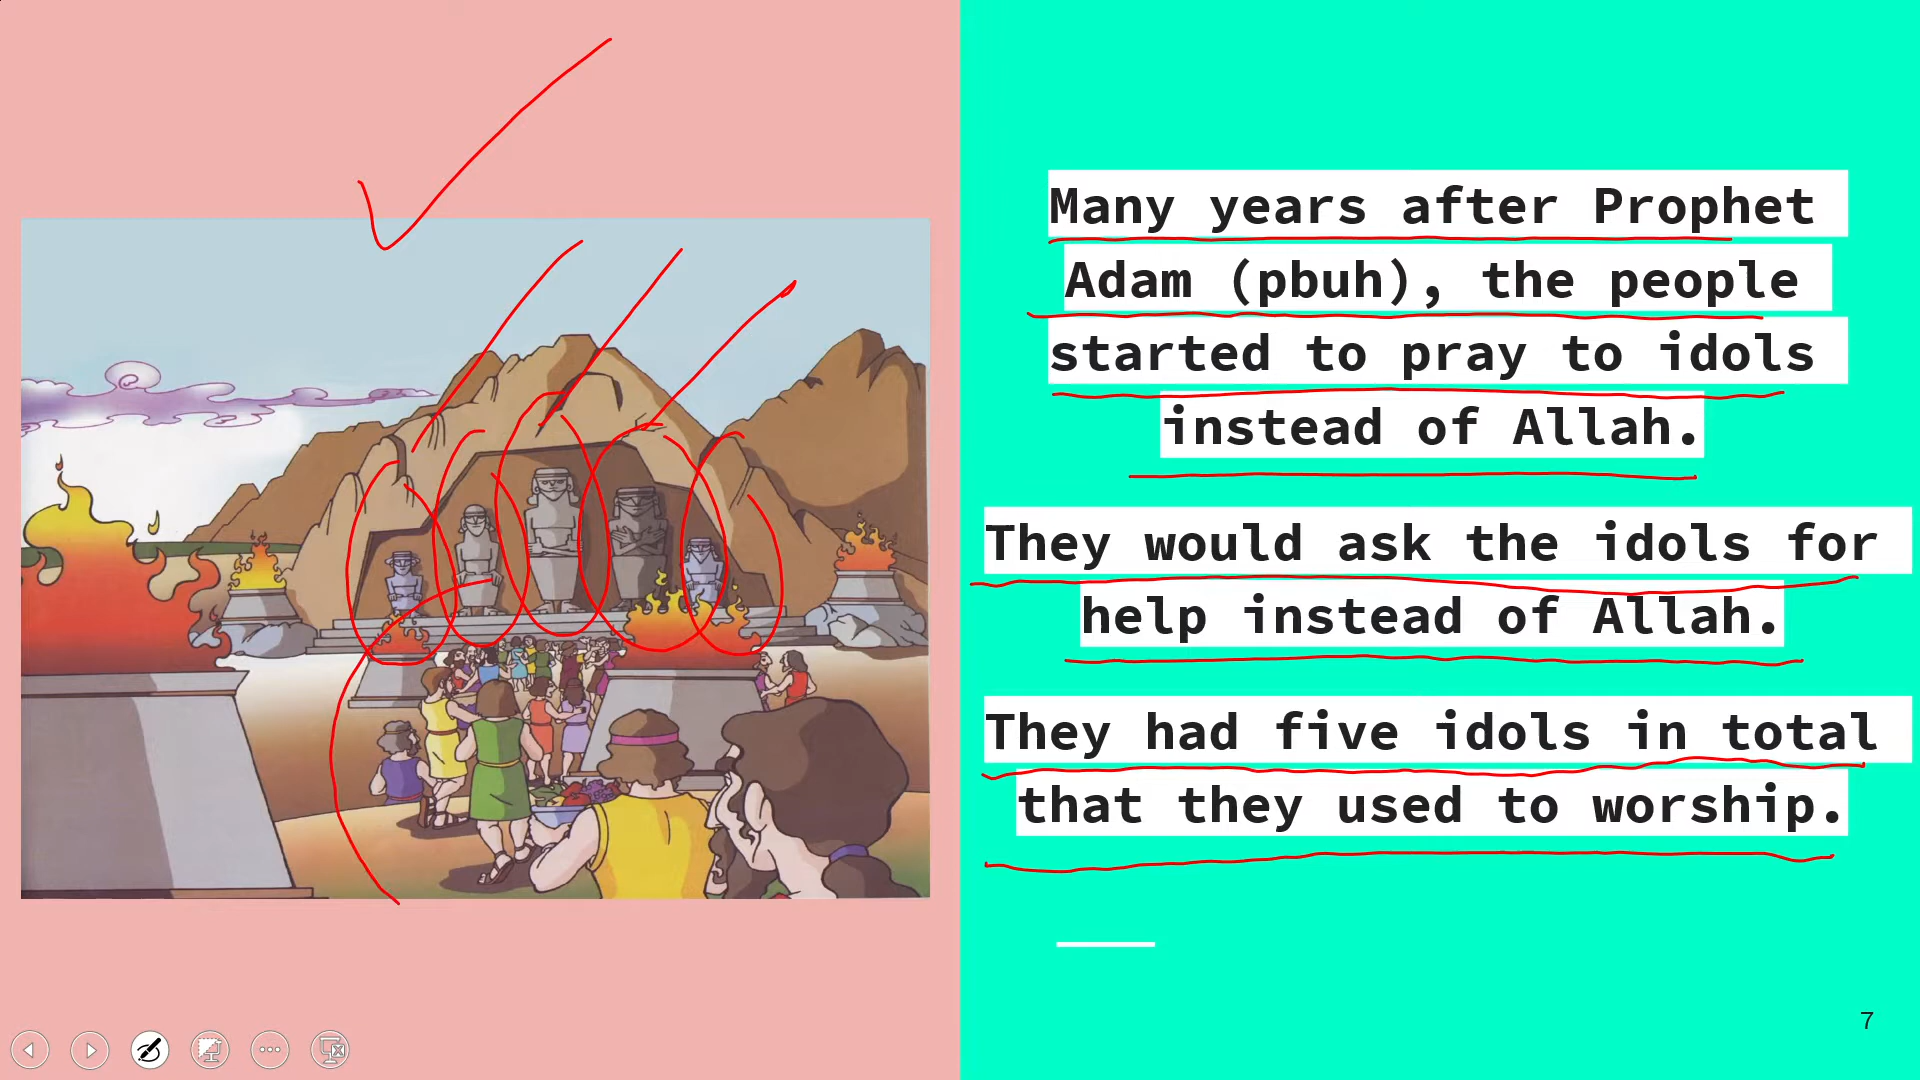 Many years after Prophet
Adam (pbuh), the people
started to pray to idols
instead of Allah.
They would ask the idols for
help instead of Allah.
They had five idols in total
that they used to worship.
7